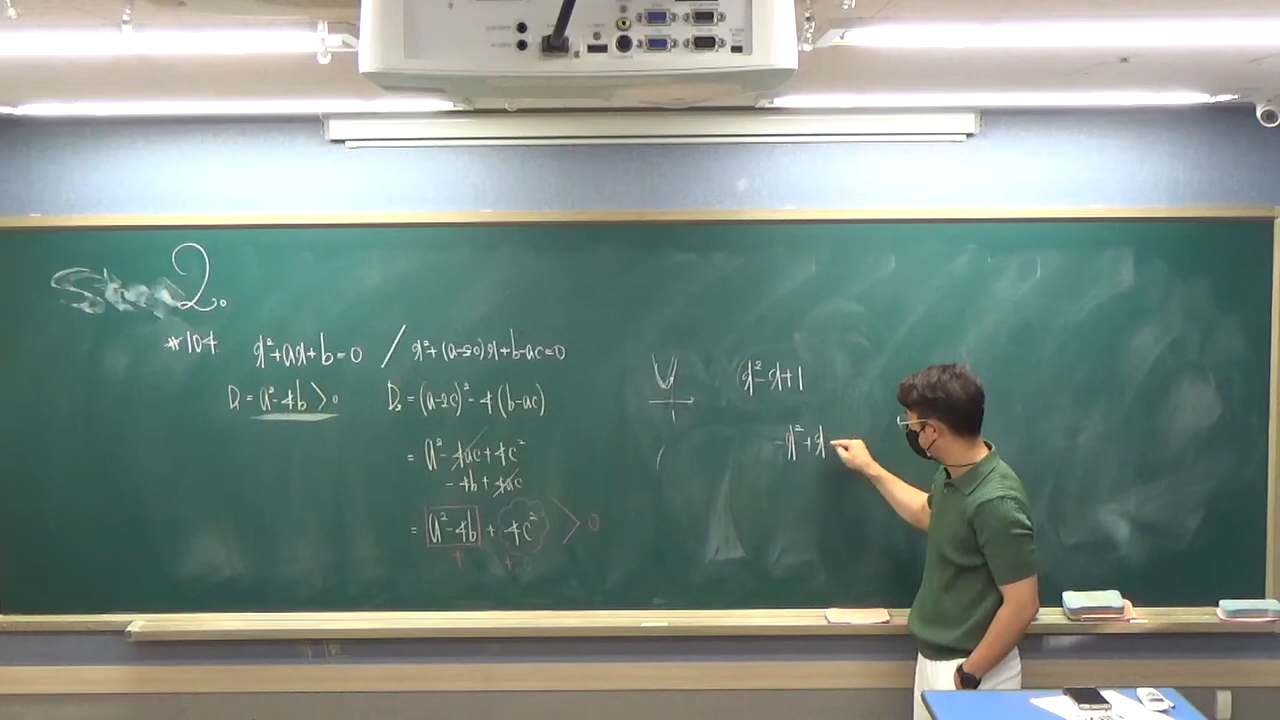 Step 2.
#104
x²+ax+b=0 / x²+(a-2c)x+b-ac=0
D₁=a²-4b>0
D₂=(a-2c)²-4(b-ac)
=a²-4ac+4c²
-4b+4ac
=a²-4b+4c²>0
+ +
1
x²-x+1
-x²+x